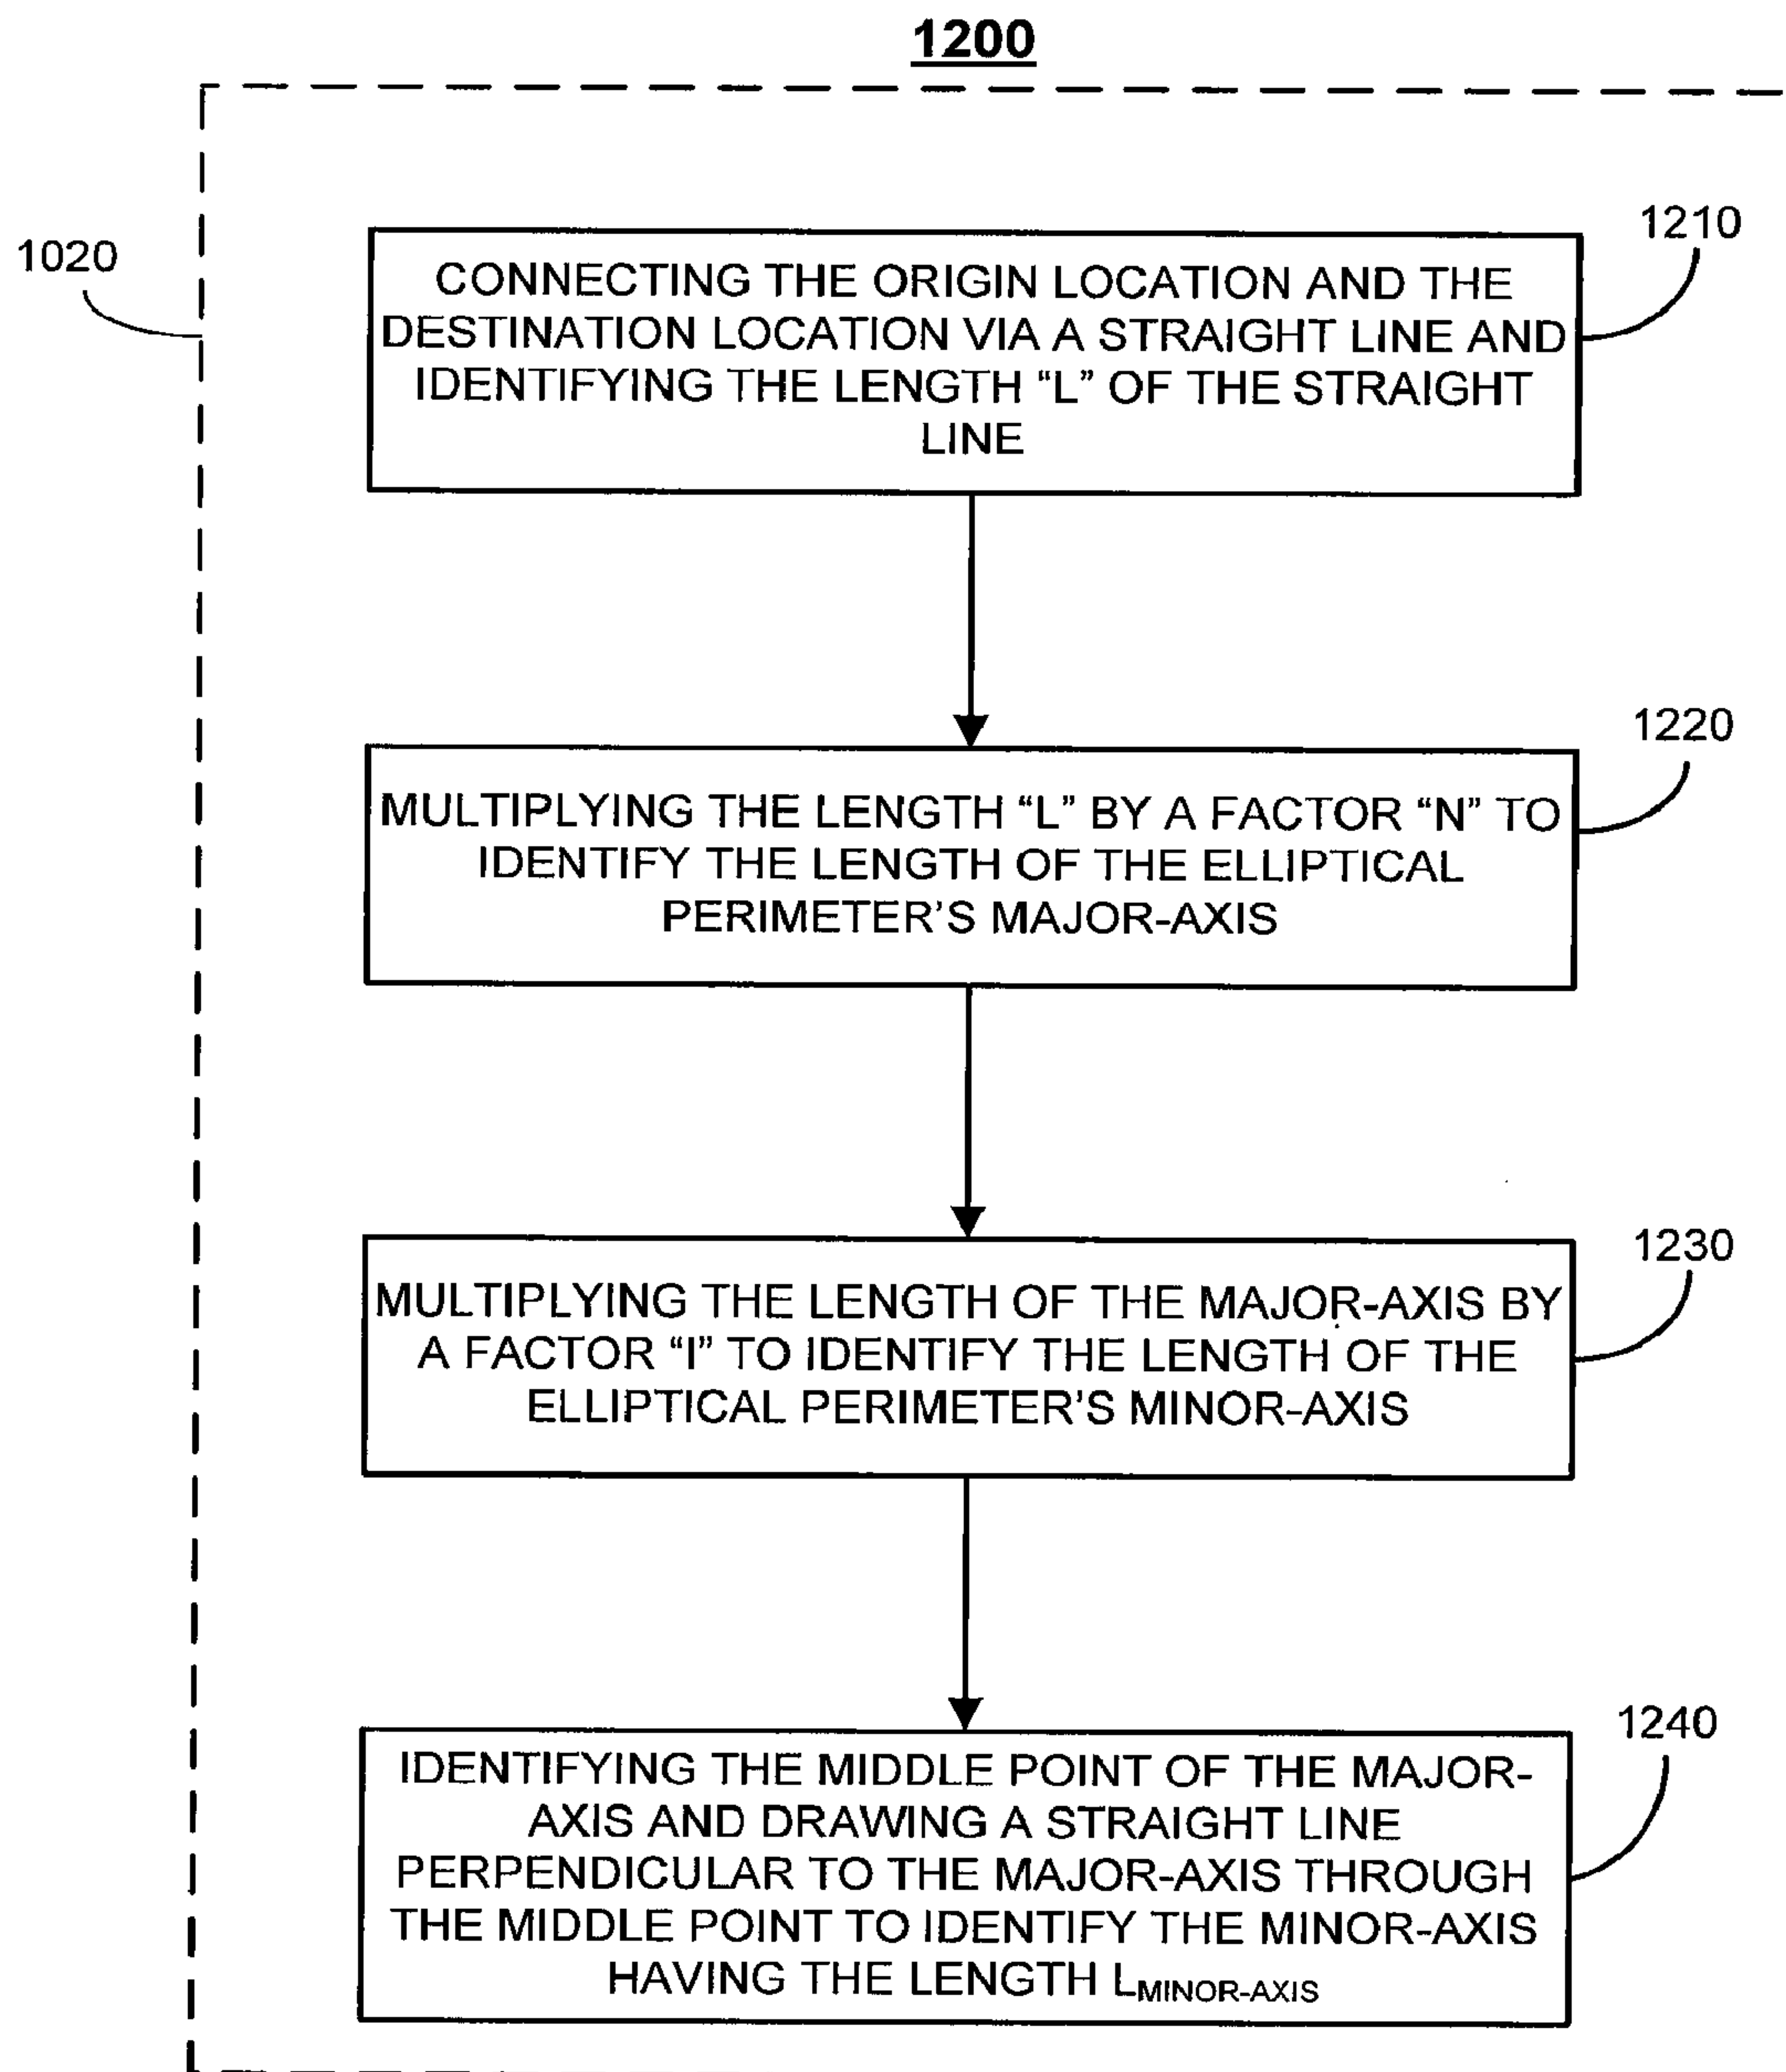 1200
1020
1210
CONNECTING THE ORIGIN LOCATION AND THE
DESTINATION LOCATION VIA A STRAIGHT LINE AND
IDENTIFYING THE LENGTH “L” OF THE STRAIGHT
LINE
1220
MULTIPLYING THE LENGTH “L” BY A FACTOR “N” TO
IDENTIFY THE LENGTH OF THE ELLIPTICAL
PERIMETER’S MAJOR-AXIS
1230
MULTIPLYING THE LENGTH OF THE MAJOR-AXIS BY
A FACTOR “I” TO IDENTIFY THE LENGTH OF THE
ELLIPTICAL PERIMETER’S MINOR-AXIS
1240
IDENTIFYING THE MIDDLE POINT OF THE MAJOR-
AXIS AND DRAWING A STRAIGHT LINE
PERPENDICULAR TO THE MAJOR-AXIS THROUGH
THE MIDDLE POINT TO IDENTIFY THE MINOR-AXIS
HAVING THE LENGTH LMINOR-AXIS